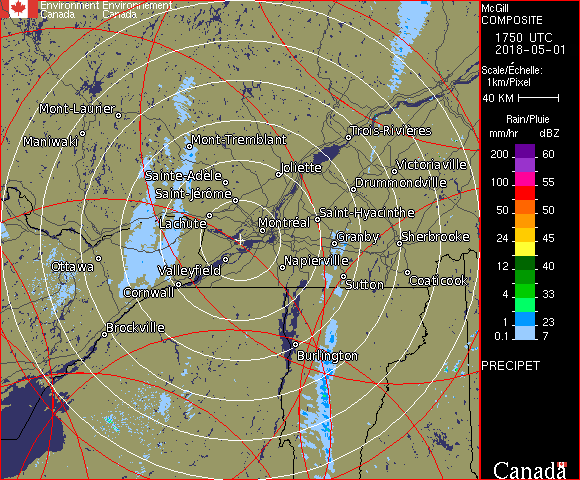 Environment Environnement
Canada Canada
McGill
COMPOSITE
1750 UTC
2018-05-01
Scale/Échelle:
1km/Pixel
40 KM
Rain/Pluie
mm/hr dBZ
200 60
100 55
50 50
24 45
12 40
4 33
1 23
0.1 7
PRECIPET
Canada
Mont-Laurier
Maniwaki
Mont-Tremblant
Trois-Rivières
Joliette
Victoriaville
Sainte-Adèle
Drummondville
Saint-Jérôme
Lachute
Saint-Hyacinthe
Montréal
Granby
Sherbrooke
Ottawa
Valleyfield
Napierville
Coaticook
Cornwall
Sutton
Brockville
Burlington